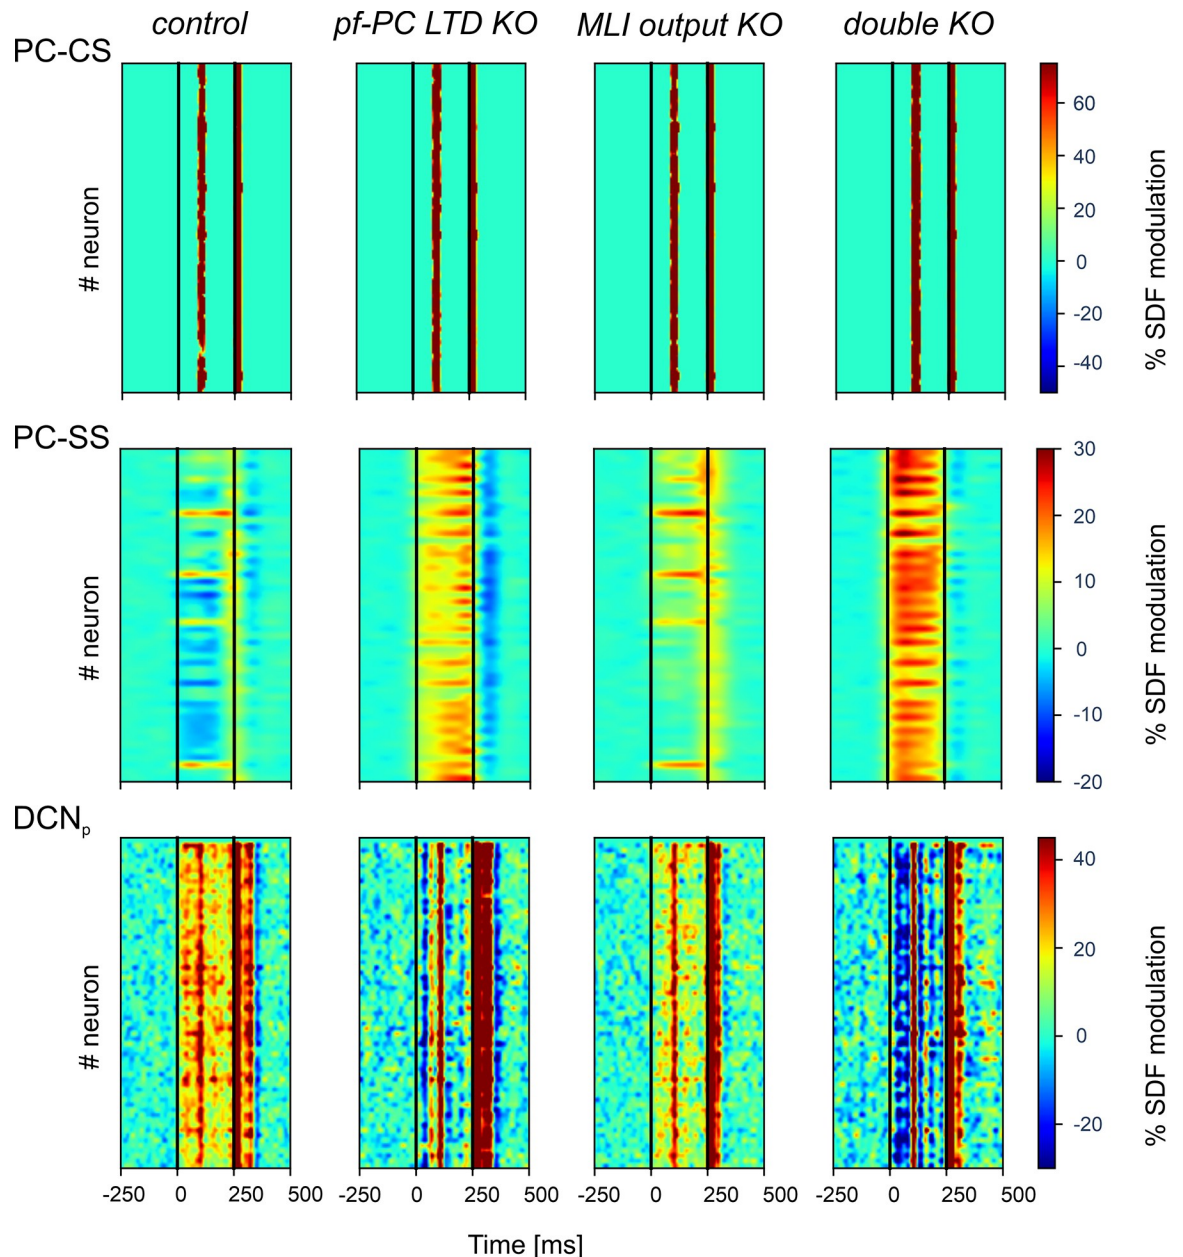 control pf-PC LTD KO MLI output KO double KO
PC-CS
# neuron
60
40
20
0
-20
-40
% SDF modulation
PC-SS
# neuron
30
20
10
0
-10
-20
% SDF modulation
DCNp
# neuron
40
20
0
-20
% SDF modulation
-250 0 250 500 -250 0 250 500 -250 0 250 500 -250 0 250 500
Time [ms]